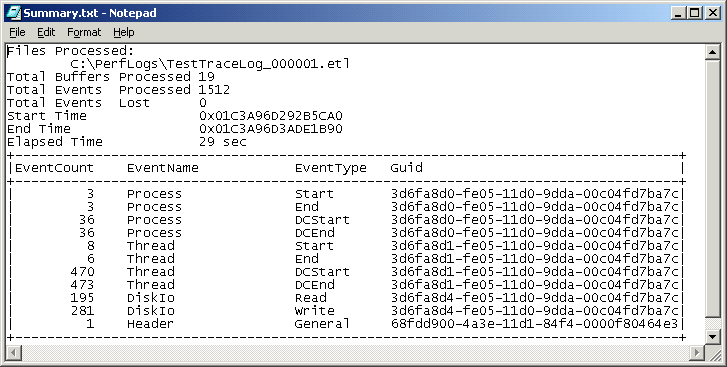 Summary.txt - Notepad
File Edit Format Help
Files Processed:
C:\PerfLogs\TestTraceLog_000001.etl
Total Buffers Processed 19
Total Events Processed 1512
Total Events Lost 0
Start Time 0x01C3A96D292B5CA0
End Time 0x01C3A96D3ADE1B90
Elapsed Time 29 sec
+-------------------------------------------------------------------------------------+
|EventCount EventName EventType Guid |
+-------------------------------------------------------------------------------------+
| 3 Process Start 3d6fa8d0-fe05-11d0-9dda-00c04fd7ba7c|
| 3 Process End 3d6fa8d0-fe05-11d0-9dda-00c04fd7ba7c|
| 36 Process DCStart 3d6fa8d0-fe05-11d0-9dda-00c04fd7ba7c|
| 36 Process DCEnd 3d6fa8d0-fe05-11d0-9dda-00c04fd7ba7c|
| 8 Thread Start 3d6fa8d1-fe05-11d0-9dda-00c04fd7ba7c|
| 6 Thread End 3d6fa8d1-fe05-11d0-9dda-00c04fd7ba7c|
| 470 Thread DCStart 3d6fa8d1-fe05-11d0-9dda-00c04fd7ba7c|
| 473 Thread DCEnd 3d6fa8d1-fe05-11d0-9dda-00c04fd7ba7c|
| 195 DiskIo Read 3d6fa8d4-fe05-11d0-9dda-00c04fd7ba7c|
| 281 DiskIo Write 3d6fa8d4-fe05-11d0-9dda-00c04fd7ba7c|
| 1 Header General 68fdd900-4a3e-11d1-84f4-0000f80464e3|
+-------------------------------------------------------------------------------------+